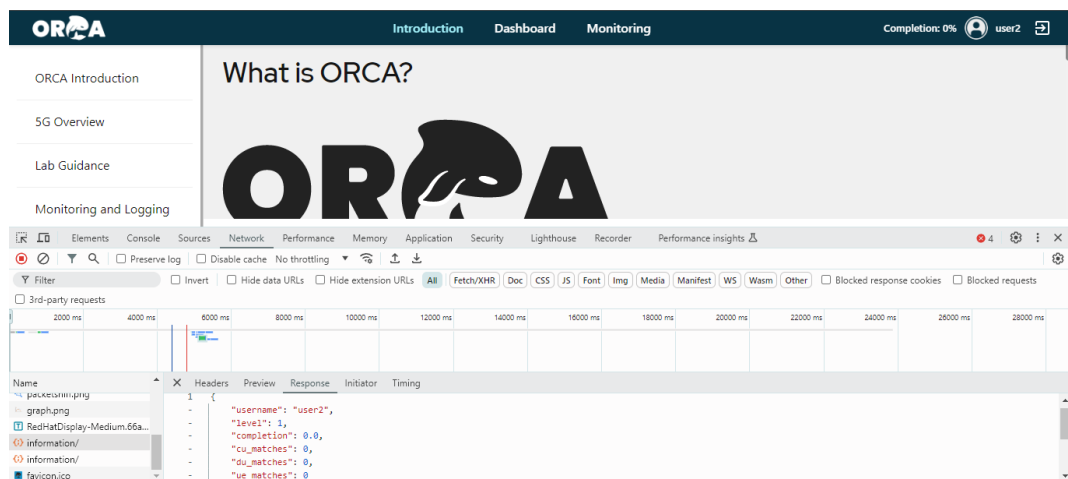 ORCA
Introduction Dashboard Monitoring
Completion: 0% user2
ORCA Introduction
5G Overview
Lab Guidance
Monitoring and Logging
What is ORCA?
ORCA
Elements Console Sources Network Performance Memory Application Security Lighthouse Recorder Performance insights 4
Preserve log Disable cache No throttling
Filter Invert Hide data URLs Hide extension URLs All Fetch/XHR Doc CSS JS Font Img Media Manifest WS Wasm Other Blocked response cookies Blocked requests
3rd-party requests
2000 ms 4000 ms 6000 ms 8000 ms 10000 ms 12000 ms 14000 ms 16000 ms 18000 ms 20000 ms 22000 ms 24000 ms 26000 ms 28000 ms
Name
packetsniff.png
graph.png
RedHatDisplay-Medium.66a...
information/
information/
favicon.ico
Headers Preview Response Initiator Timing
1 {
- "username": "user2",
- "level": 1,
- "completion": 0.0,
- "cu_matches": 0,
- "du_matches": 0,
- "ue_matches": 0